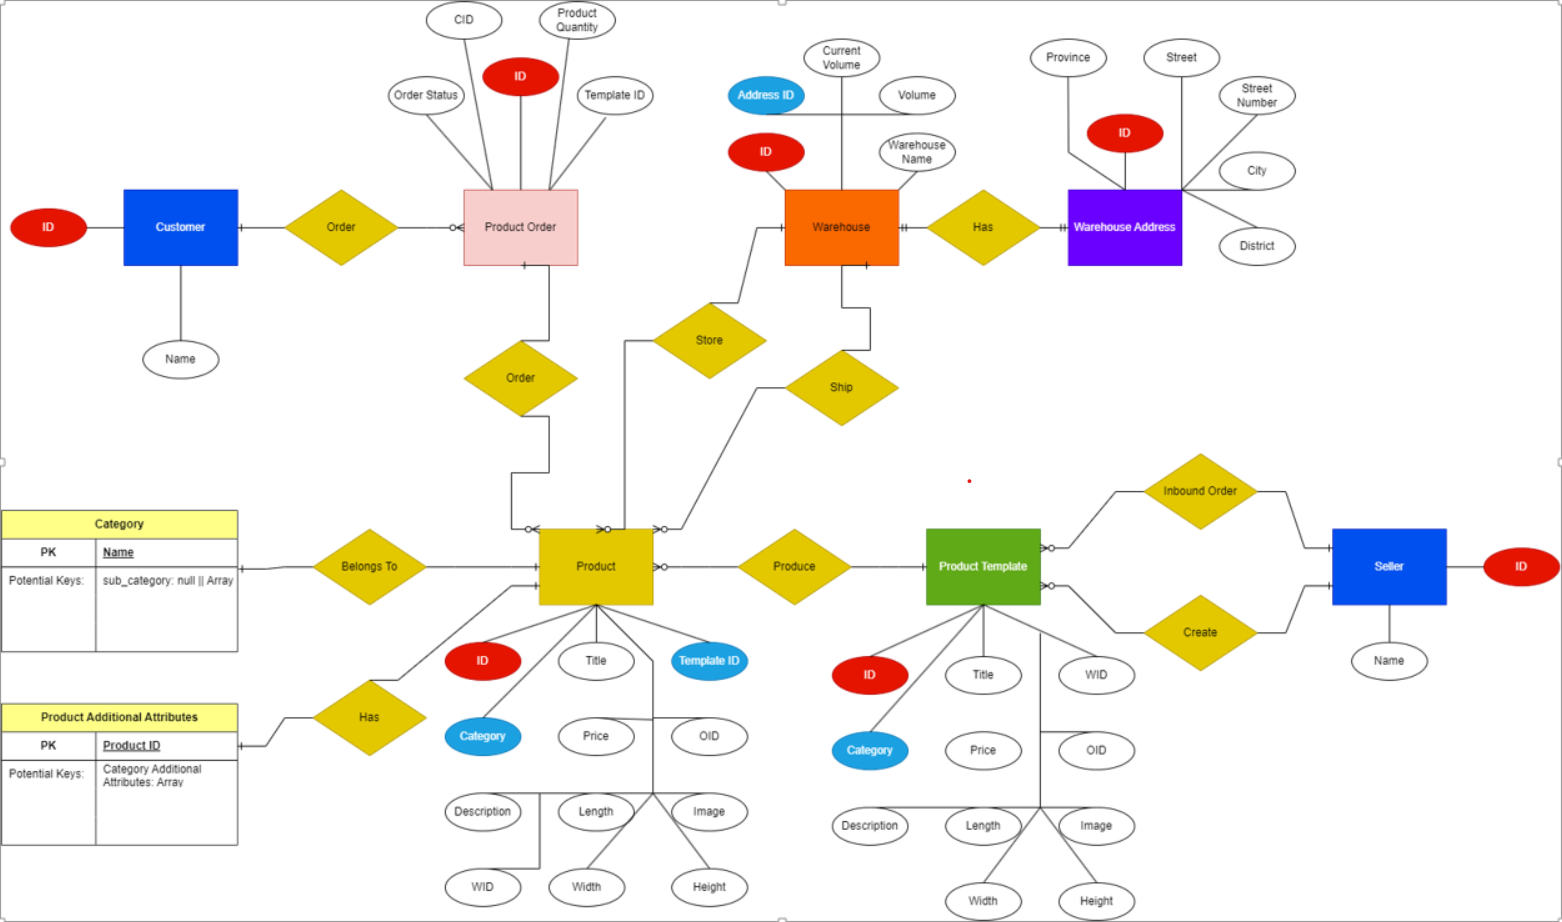 CID
Product
Quantity
ID
Order Status
Template ID
Current
Volume
Address ID
Volume
ID
Warehouse
Name
Province
Street
Street
Number
ID
City
District
ID
Customer
Order
Product Order
Warehouse
Has
Warehouse Address
Name
Order
Store
Ship
Category
PK
Name
Potential Keys:
sub_category: null || Array
Belongs To
Product
Produce
Product Template
Inbound Order
Create
Seller
ID
Name
Product Additional Attributes
PK
Product ID
Potential Keys:
Category Additional
Attributes: Array
Has
ID
Title
Template ID
Category
Price
OID
Description
Length
Image
WID
Width
Height
ID
Title
WID
Category
Price
OID
Description
Length
Image
Width
Height